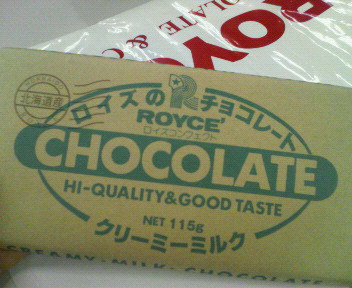 ROYC
OLATE & C
北海道産
ロイズのチョコレート
ROYCE'
ロイズコンフェクト
CHOCOLATE
HI-QUALITY&GOOD TASTE
NET 115g
クリーミーミルク
CREAMY・MILK・CHOCOLATE